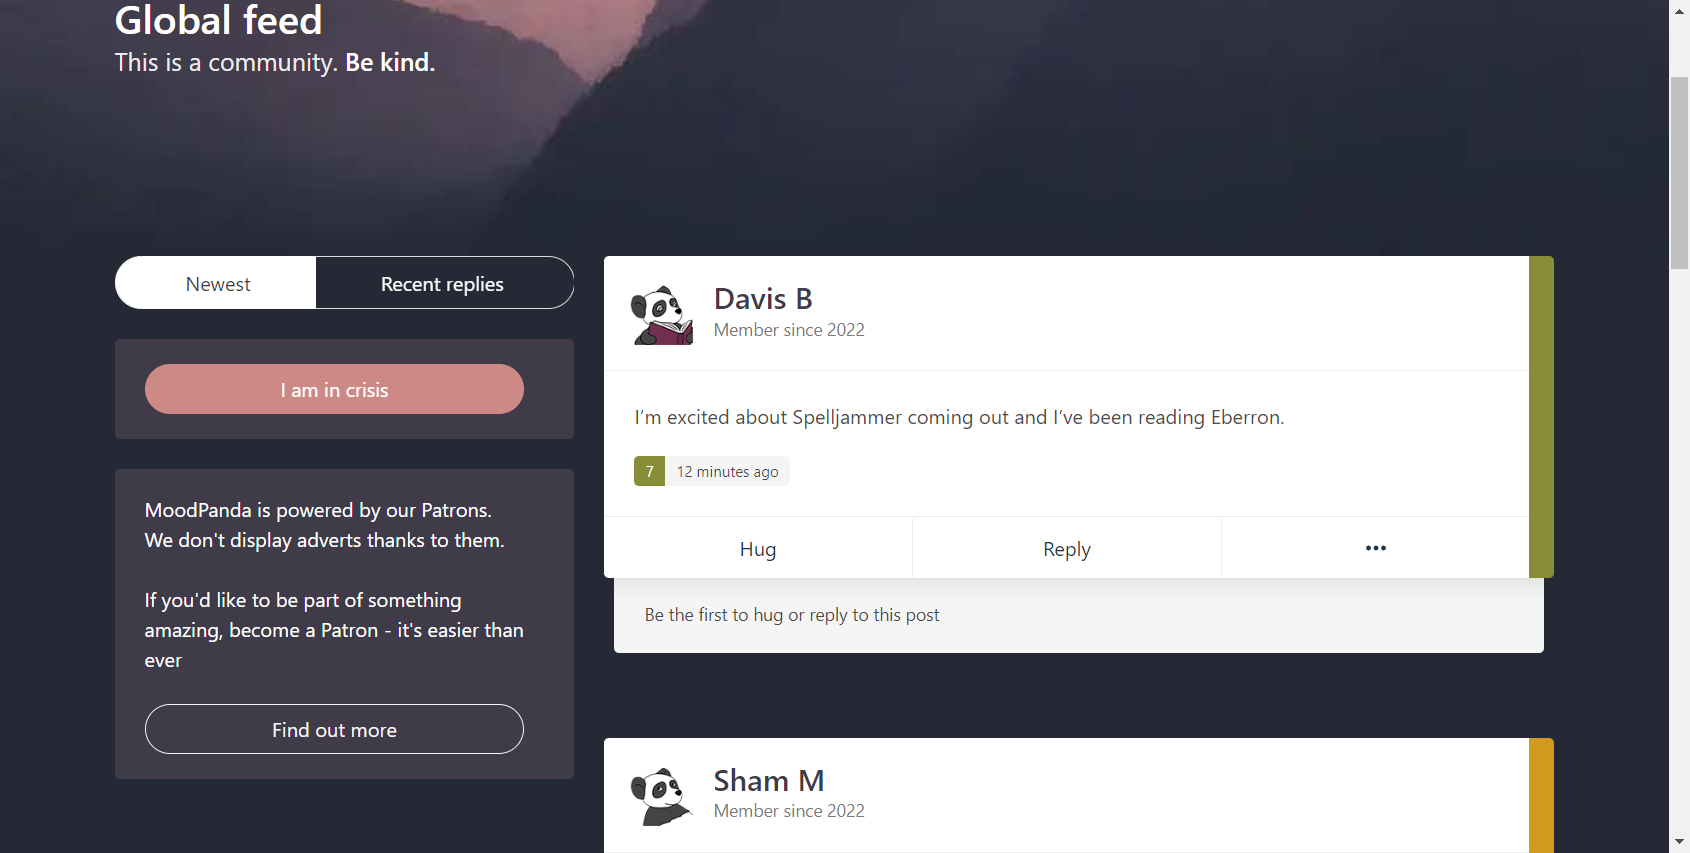 Global feed
This is a community. Be kind.
Newest
Recent replies
I am in crisis
MoodPanda is powered by our Patrons.
We don't display adverts thanks to them.
If you'd like to be part of something
amazing, become a Patron - it's easier than
ever
Find out more
Davis B
Member since 2022
I’m excited about Spelljammer coming out and I’ve been reading Eberron.
7 12 minutes ago
Hug
Reply
•••
Be the first to hug or reply to this post
Sham M
Member since 2022